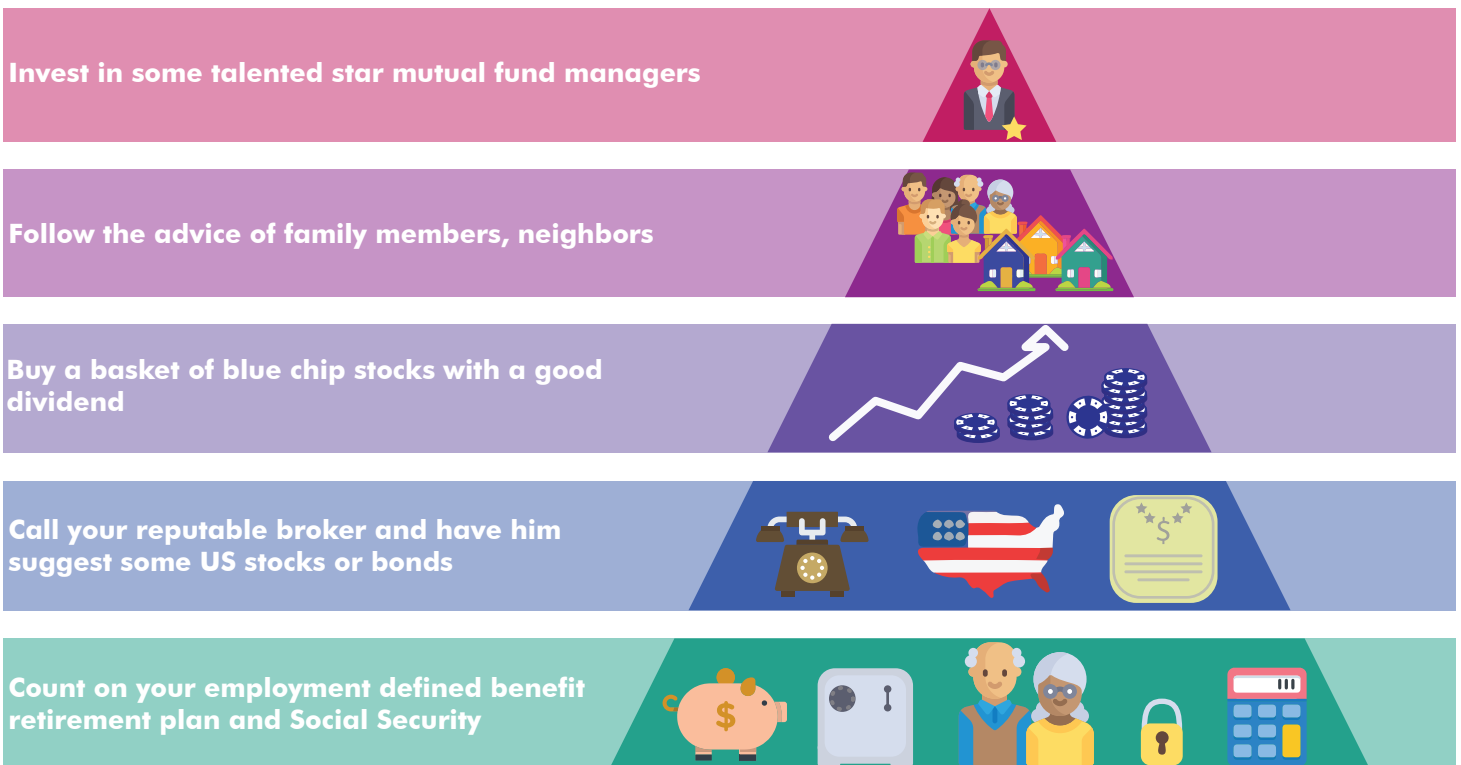 Invest in some talented star mutual fund managers
Follow the advice of family members, neighbors
Buy a basket of blue chip stocks with a good
dividend
$
Call your reputable broker and have him
suggest some US stocks or bonds
Count on your employment defined benefit
retirement plan and Social Security
$